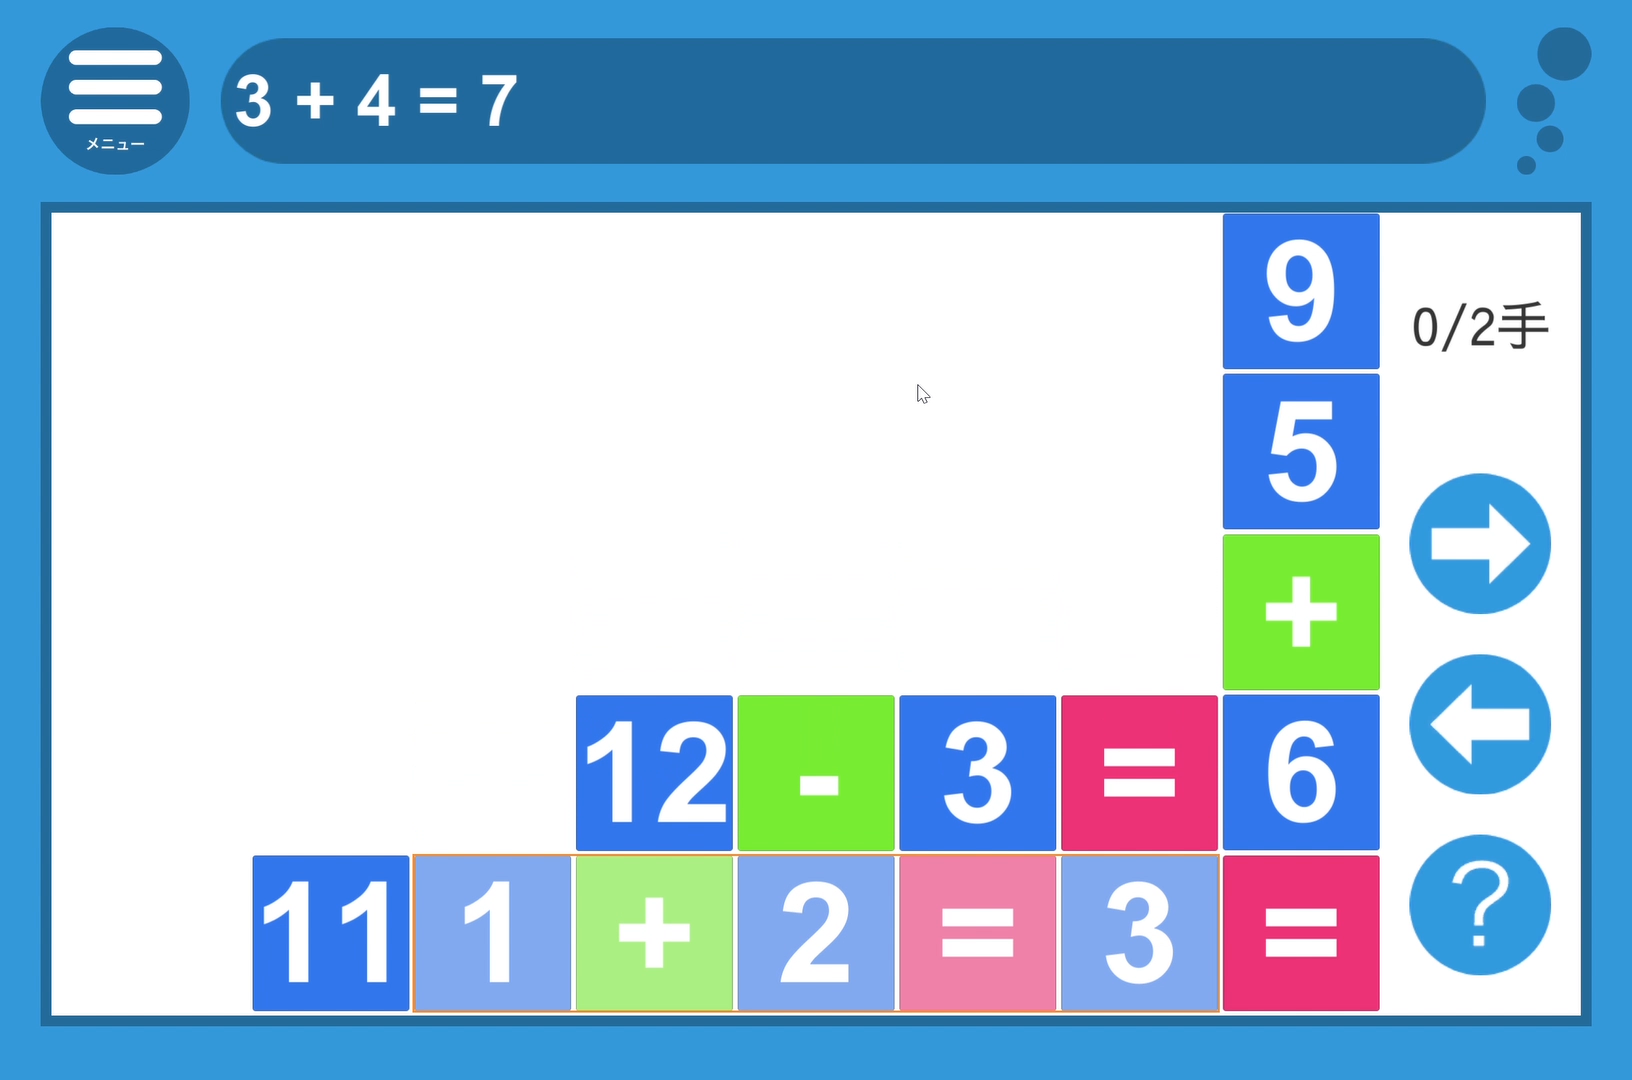 メニュー
3 + 4 = 7
9
0/2手
5
+
12 - 3 = 6
11 1 + 2 = 3 =
?